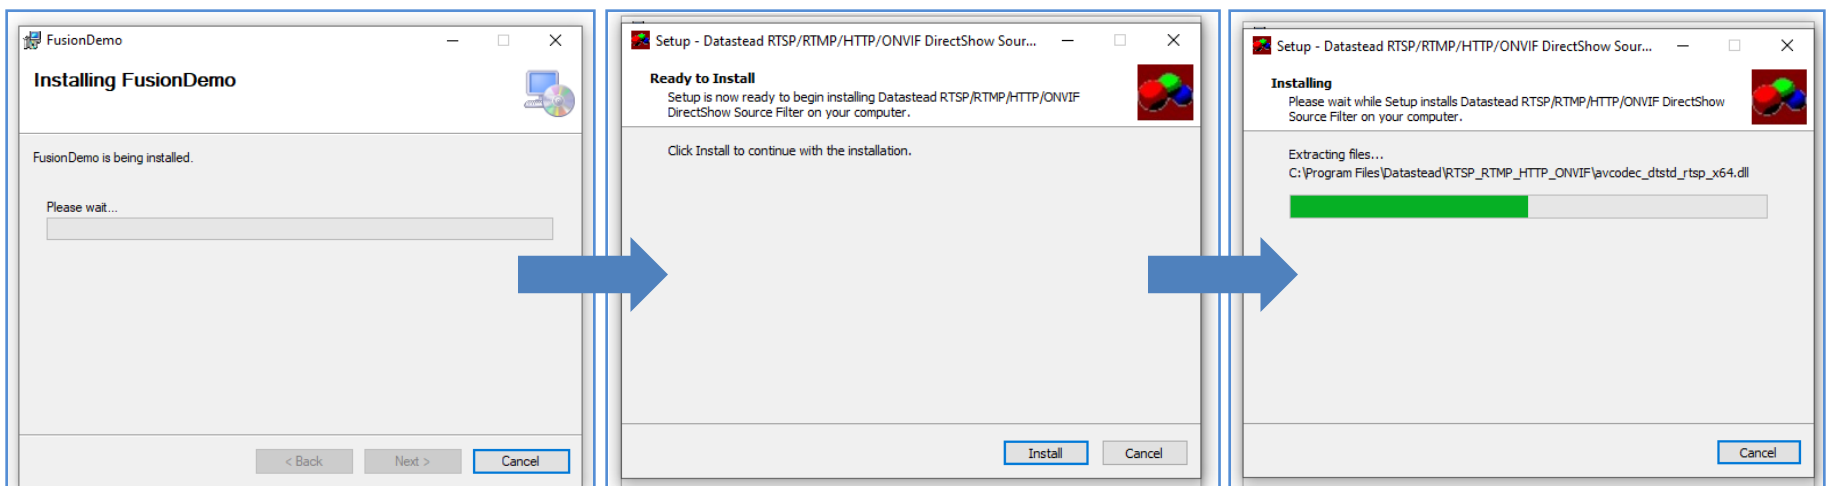 FusionDemo
Installing FusionDemo
FusionDemo is being installed.
Please wait...
< Back
Next >
Cancel
Setup - Datastead RTSP/RTMP/HTTP/ONVIF DirectShow Sour...
Ready to Install
Setup is now ready to begin installing Datastead RTSP/RTMP/HTTP/ONVIF
DirectShow Source Filter on your computer.
Click Install to continue with the installation.
Install
Cancel
Setup - Datastead RTSP/RTMP/HTTP/ONVIF DirectShow Sour...
Installing
Please wait while Setup installs Datastead RTSP/RTMP/HTTP/ONVIF DirectShow
Source Filter on your computer.
Extracting files...
C:\Program Files\Datastead\RTSP_RTMP_HTTP_ONVIF\avcodec_dtstd_rtsp_x64.dll
Cancel